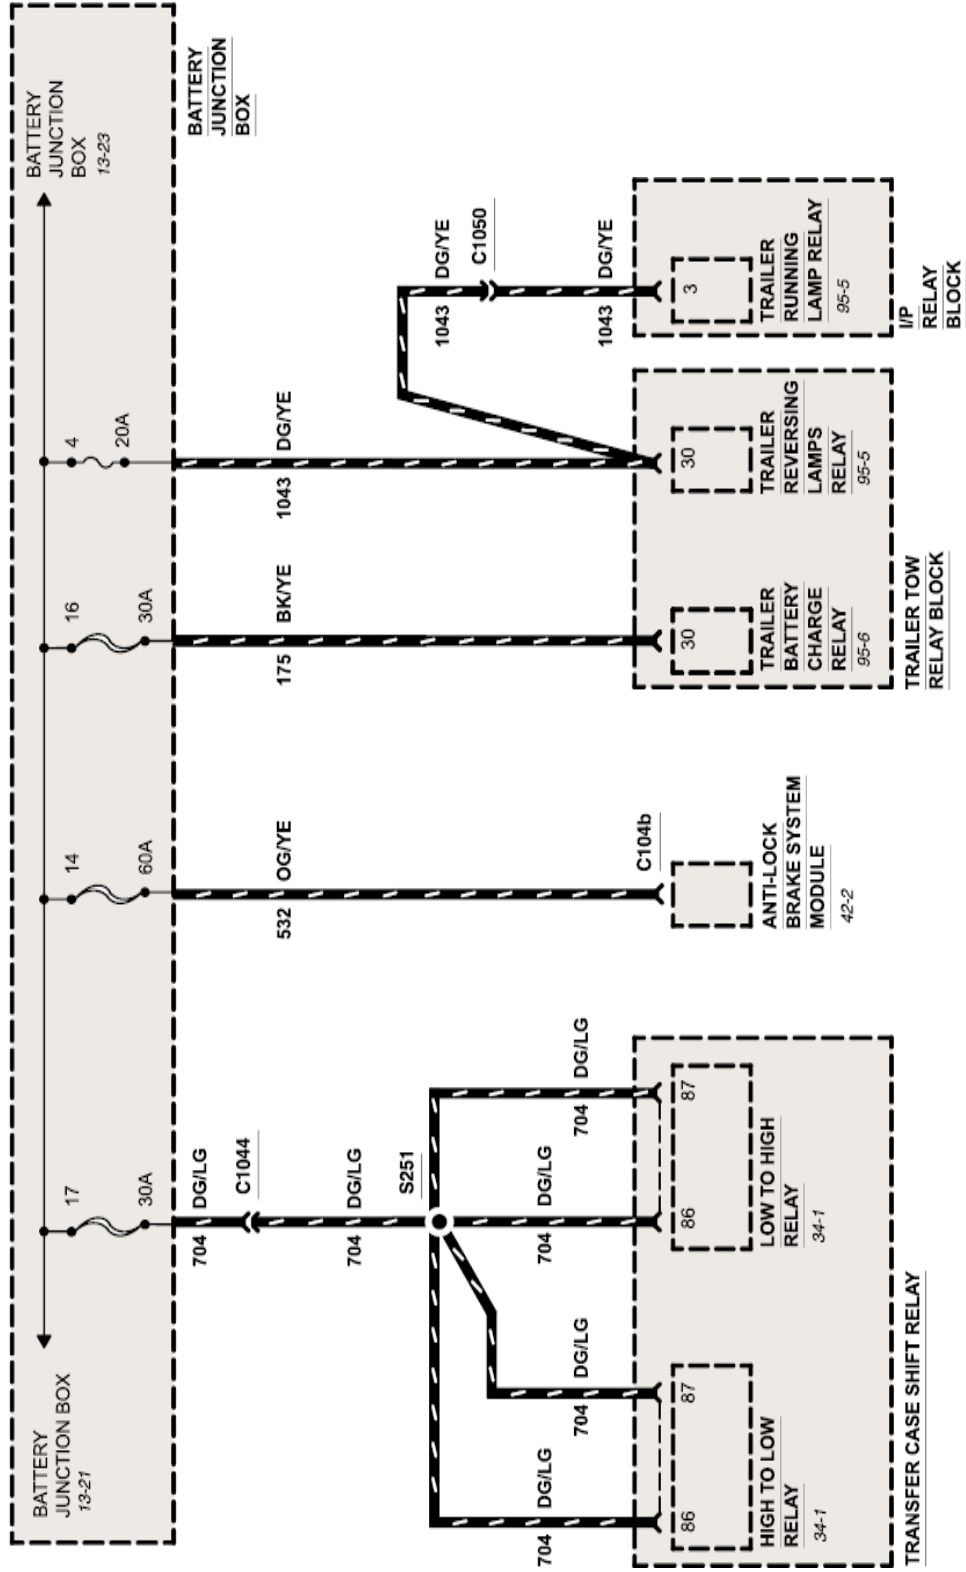 BATTERY
JUNCTION BOX
13-21
BATTERY
JUNCTION
BOX
13-23
17
30A
14
60A
16
30A
4
20A
BATTERY
JUNCTION
BOX
704
DG/LG
C1044
704
DG/LG
S251
704
DG/LG
704
DG/LG
704
DG/LG
704
DG/LG
532
OG/YE
C104b
175
BK/YE
1043
DG/YE
1043
DG/YE
C1050
1043
DG/YE
86
87
HIGH TO LOW
RELAY
34-1
86
87
LOW TO HIGH
RELAY
34-1
TRANSFER CASE SHIFT RELAY
ANTI-LOCK
BRAKE SYSTEM
MODULE
42-2
30
TRAILER
BATTERY
CHARGE
RELAY
95-6
30
TRAILER
REVERSING
LAMPS
RELAY
95-5
TRAILER TOW
RELAY BLOCK
3
TRAILER
RUNNING
LAMP RELAY
95-5
I/P
RELAY
BLOCK